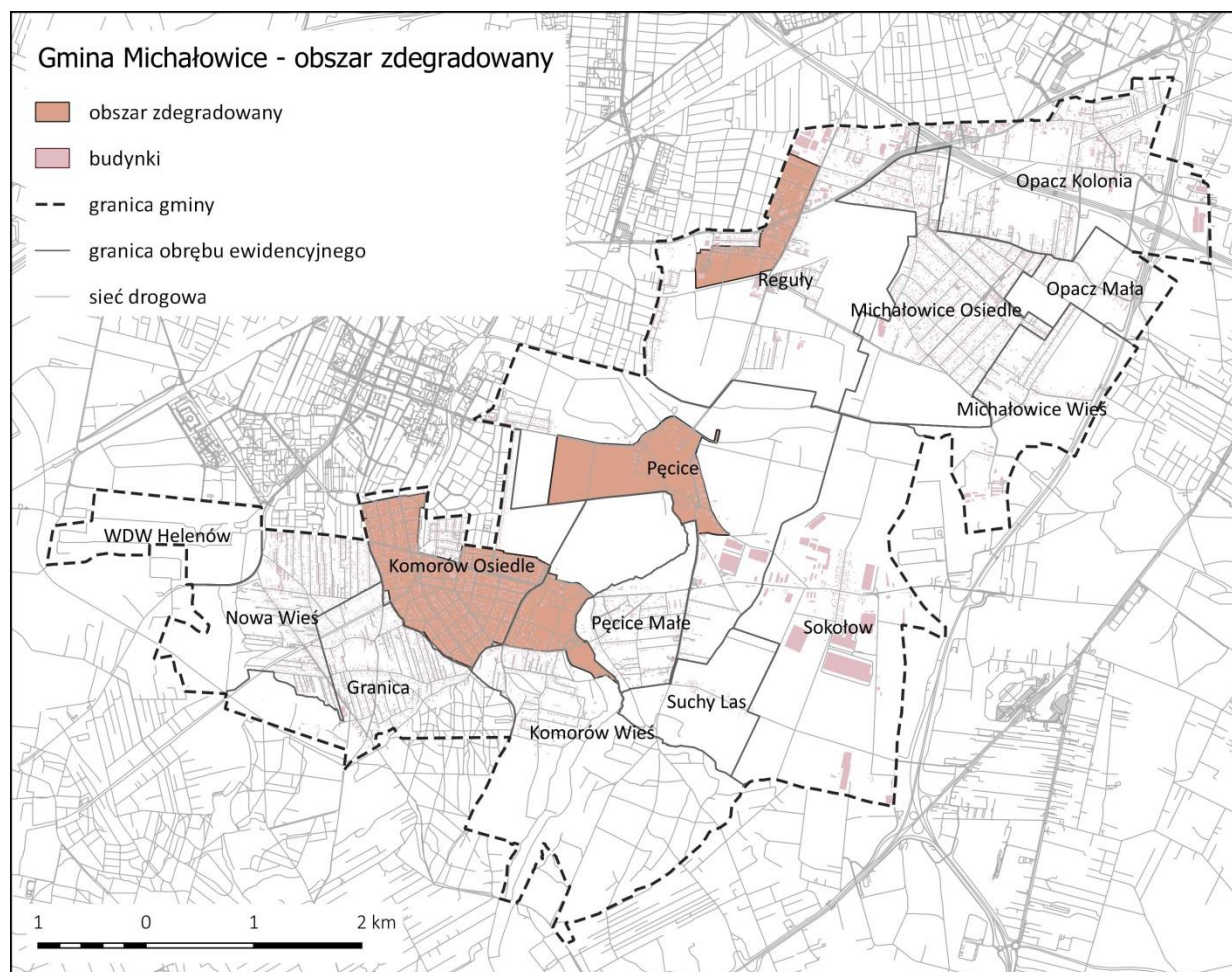 Gmina Michałowice - obszar zdegradowany
obszar zdegradowany
budynki
granica gminy
granica obrębu ewidencyjnego
sieć drogowa
Opacz Kolonia
Reguły
Opacz Mała
Michałowice Osiedle
Michałowice Wieś
Pęcice
WDW Helenów
Komorów Osiedle
Nowa Wieś
Pęcice Małe
Sokołow
Granica
Suchy Las
Komorów Wieś
1 0 1 2 km